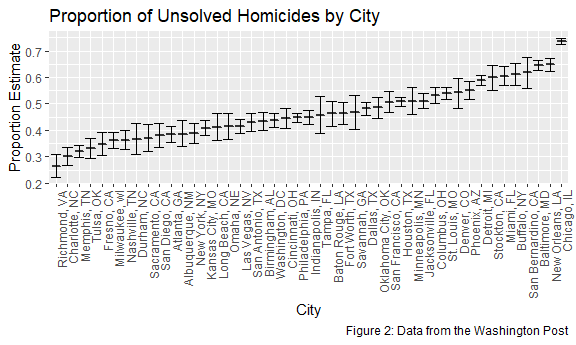 Proportion of Unsolved Homicides by City
Proportion Estimate
0.7
0.6
0.5
0.4
0.3
0.2
Richmond, VA
Charlotte, NC
Memphis, TN
Tulsa, OK
Fresno, CA
Milwaukee, wI
Nashville, TN
Durham, NC
Sacramento, CA
San Diego, CA
Atlanta, GA
Albuquerque, NM
New York, NY
Kansas City, MO
Long Beach, CA
Omaha, NE
Las Vegas, NV
San Antonio, TX
Birmingham, AL
Washington, DC
Cincinnati, OH
Philadelphia, PA
Indianapolis, IN
Tampa, FL
Baton Rouge, LA
Fort Worth, TX
Savannah, GA
Dallas, TX
Oklahoma City, OK
San Francisco, CA
Houston, TX
Minneapolis, MN
Jacksonville, FL
Columbus, OH
St. Louis, MO
Denver, CO
Phoenix, AZ
Detroit, MI
Stockton, CA
Miami, FL
Buffalo, NY
San Bernardino, CA
Baltimore, MD
New Orleans, LA
Chicago, IL
City
Figure 2: Data from the Washington Post